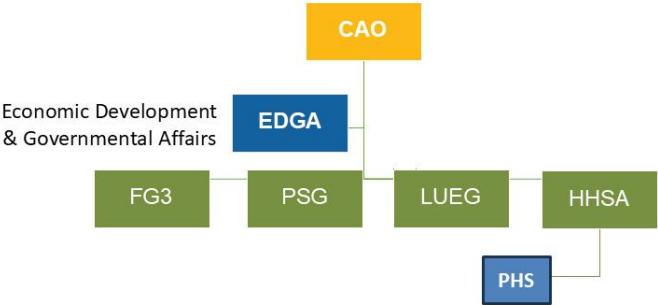 CAO
Economic Development
& Governmental Affairs
EDGA
FG3
PSG
LUEG
HHSA
PHS